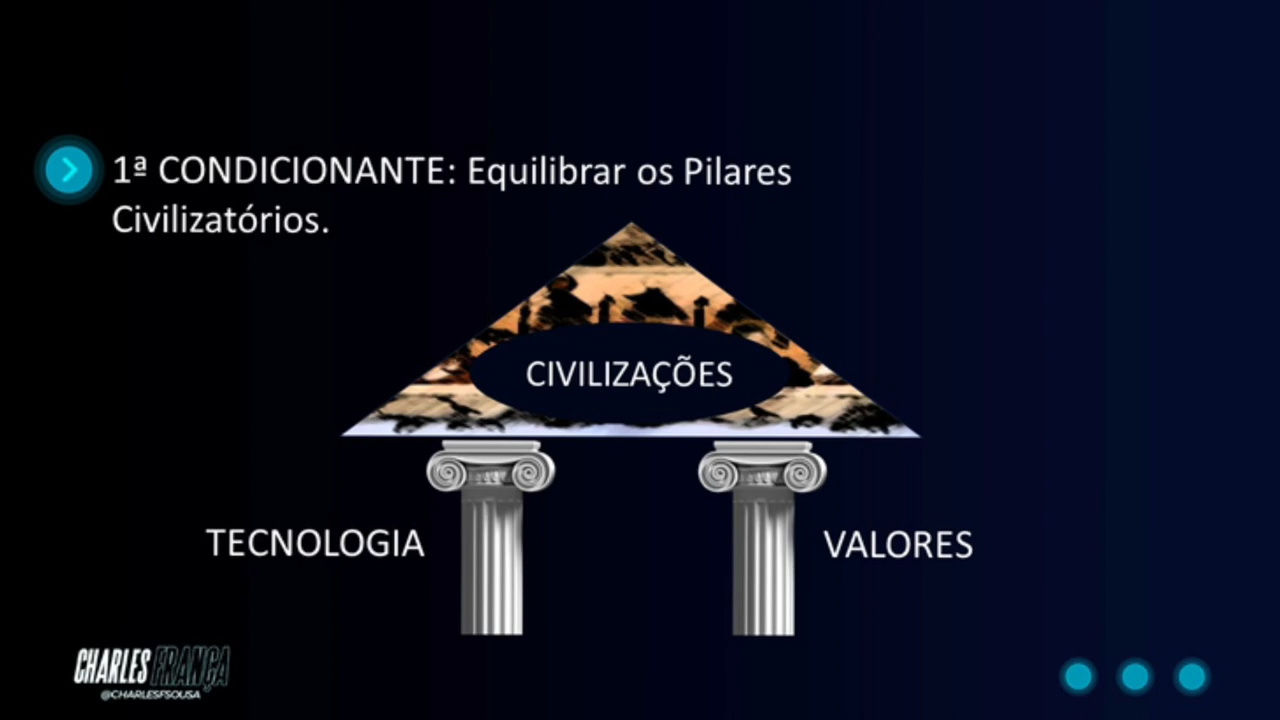 1ª CONDICIONANTE: Equilibrar os Pilares
Civilizatórios.
CIVILIZAÇÕES
TECNOLOGIA
VALORES
CHARLES FRANÇA
@CHARLESFSOUSA